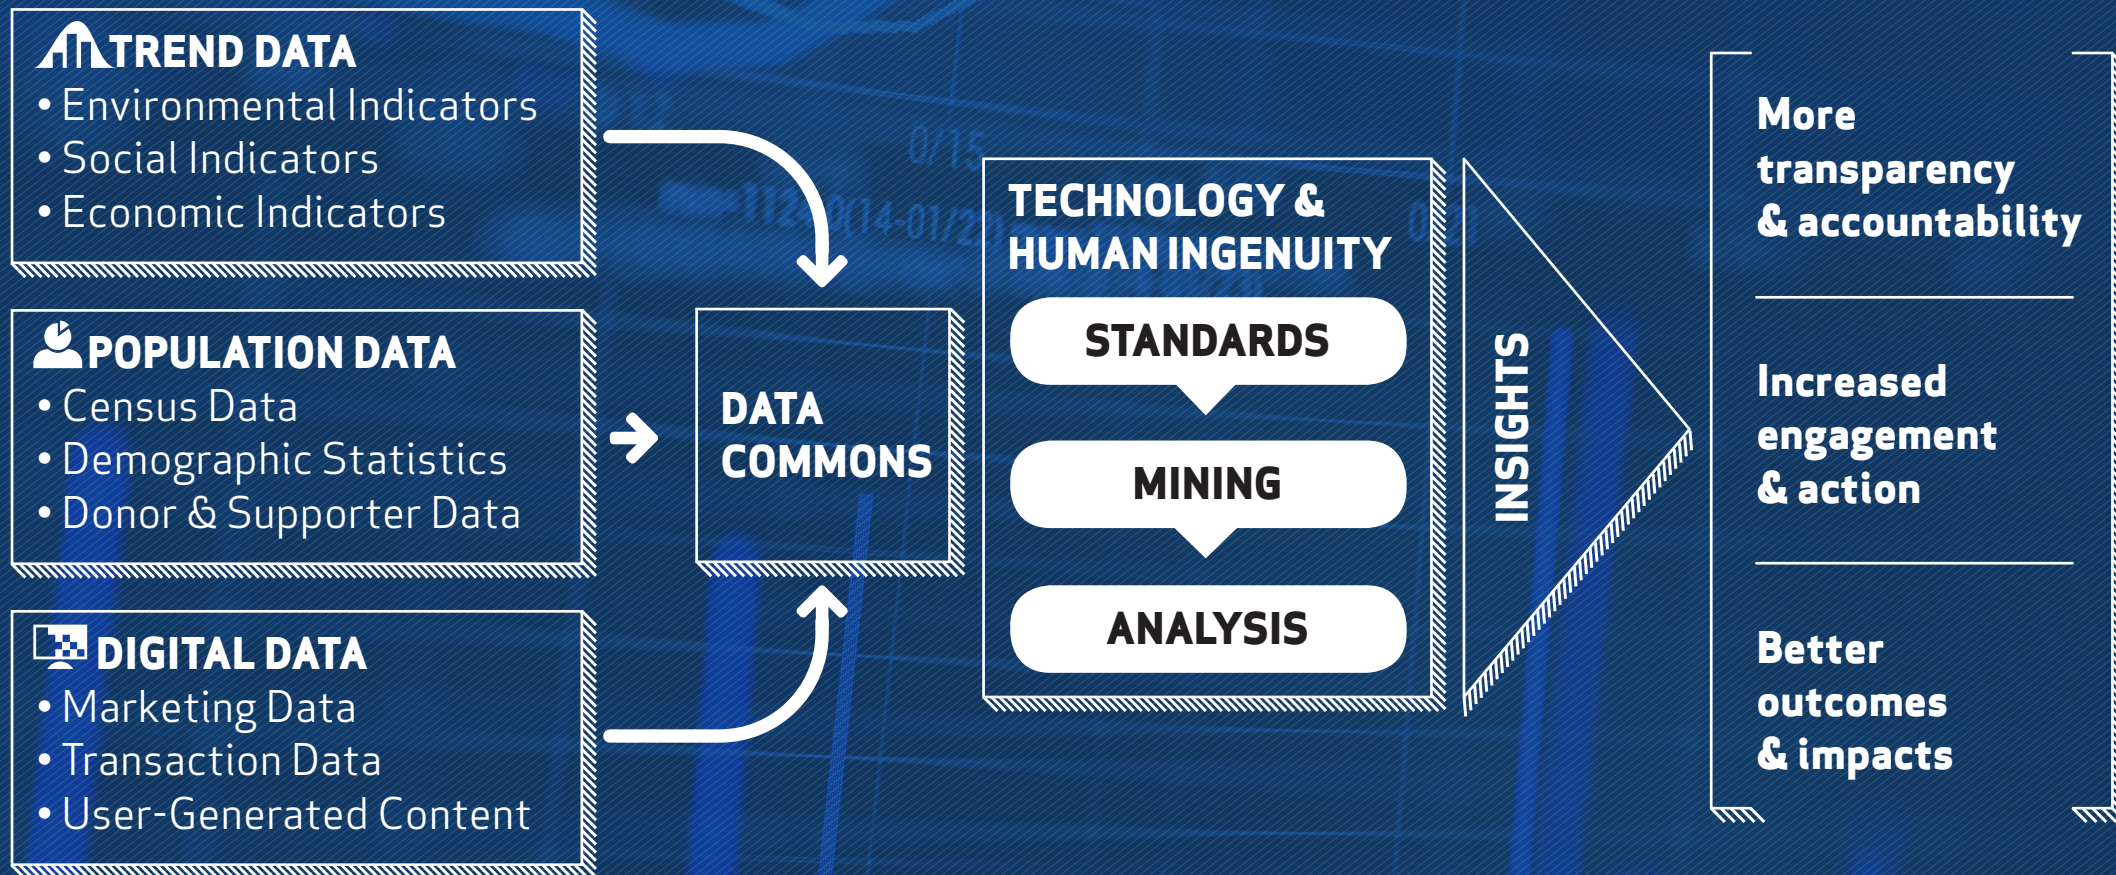 TREND DATA
• Environmental Indicators
• Social Indicators
• Economic Indicators
POPULATION DATA
• Census Data
• Demographic Statistics
• Donor & Supporter Data
DIGITAL DATA
• Marketing Data
• Transaction Data
• User-Generated Content
DATA
COMMONS
TECHNOLOGY &
HUMAN INGENUITY
STANDARDS
MINING
ANALYSIS
INSIGHTS
More
transparency
& accountability
Increased
engagement
& action
Better
outcomes
& impacts
0/15